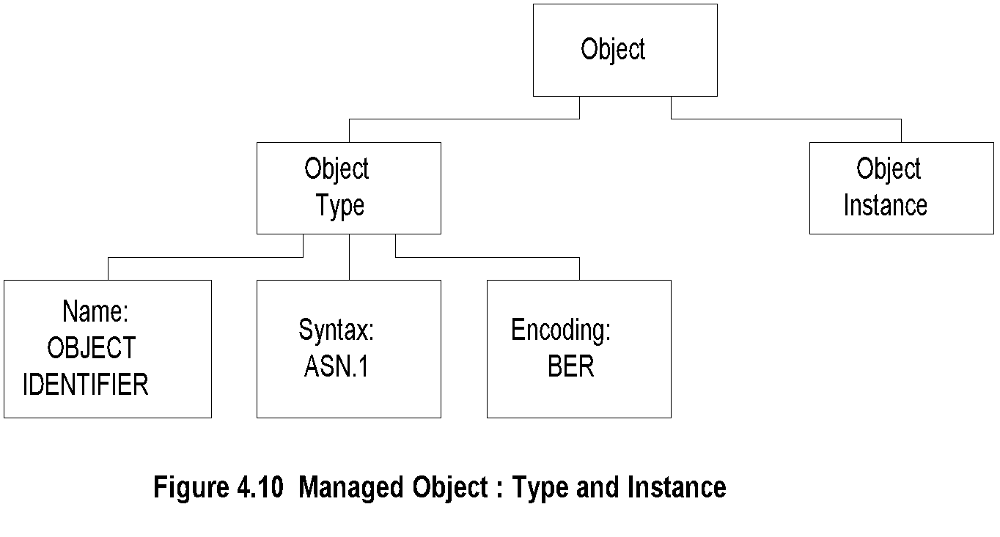 Object
Object
Type
Object
Instance
Name:
OBJECT
IDENTIFIER
Syntax:
ASN.1
Encoding:
BER
Figure 4.10 Managed Object : Type and Instance